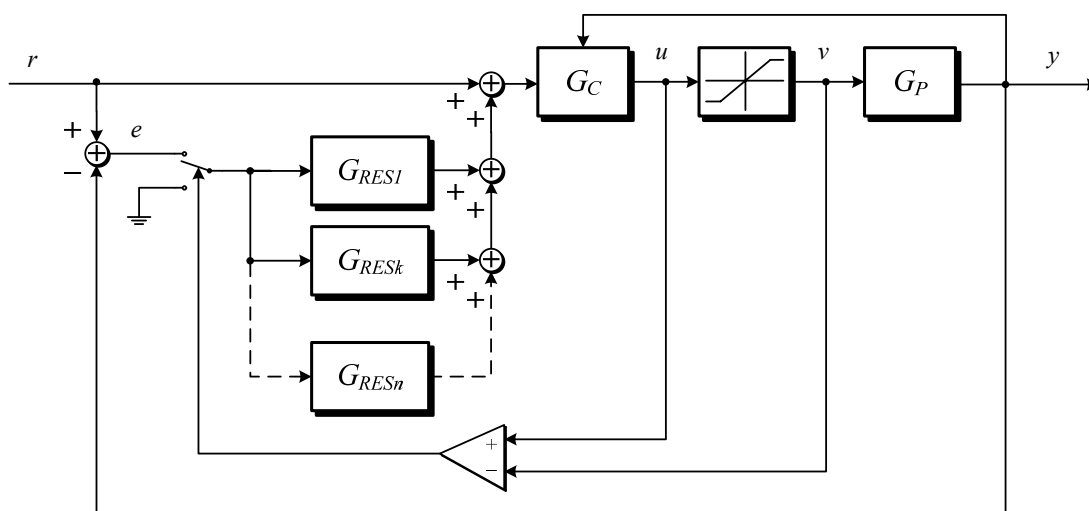 r
u
v
y
G_C
G_P
+
+
+
+
e
−
G_RES1
+
+
G_RESk
+
+
G_RESn
+
−